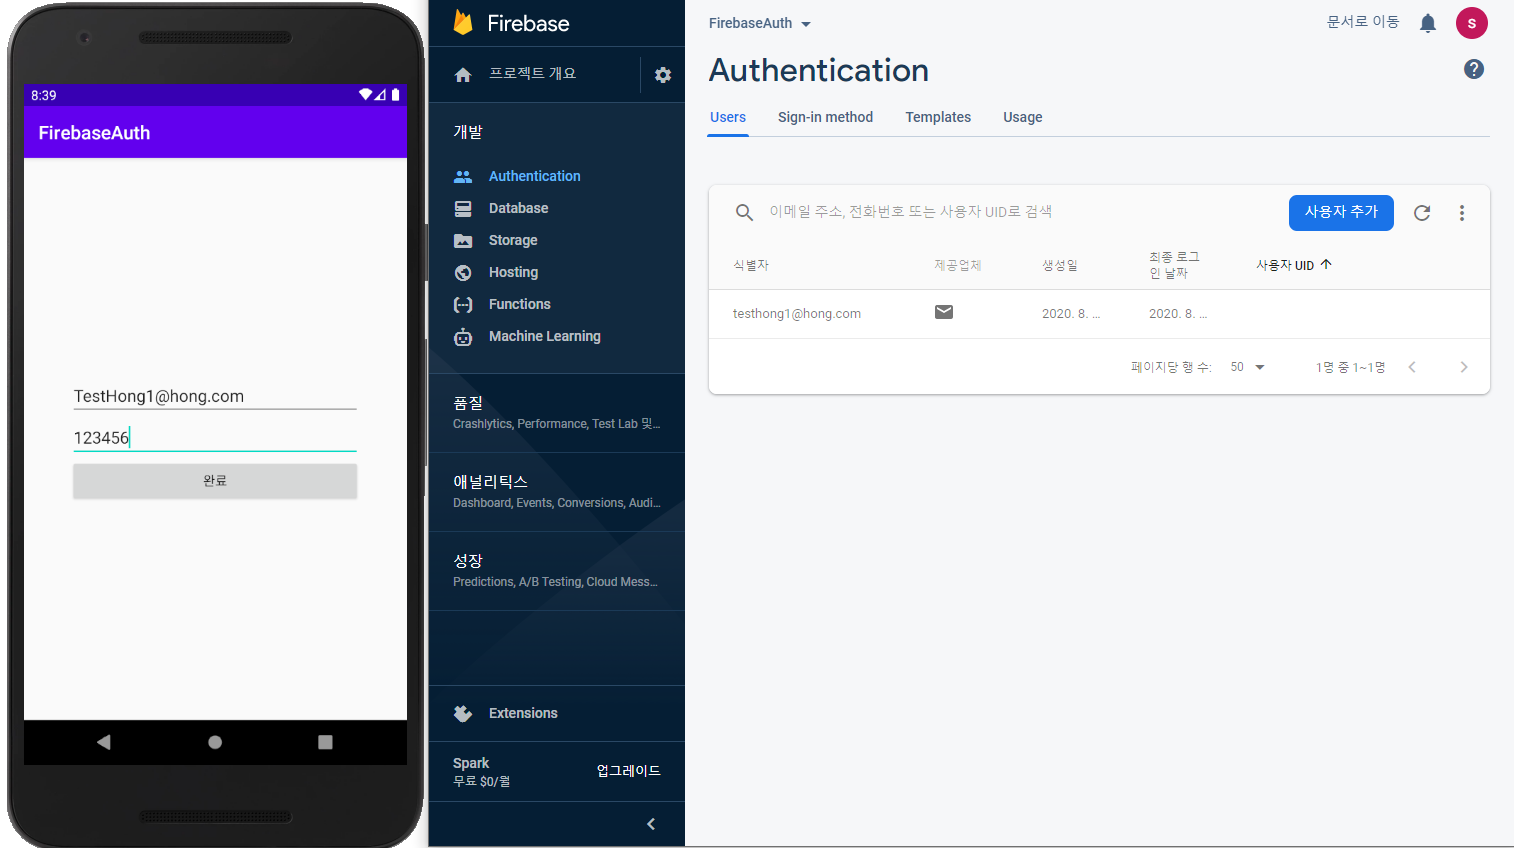 8:39
FirebaseAuth
TestHong1@hong.com
123456
완료
Firebase
프로젝트 개요
개발
Authentication
Database
Storage
Hosting
Functions
Machine Learning
품질
Crashlytics, Performance, Test Lab 및...
애널리틱스
Dashboard, Events, Conversions, Audi...
성장
Predictions, A/B Testing, Cloud Mess...
Extensions
Spark
무료 $0/월
업그레이드
FirebaseAuth
문서로 이동
S
Authentication
Users Sign-in method Templates Usage
이메일 주소, 전화번호 또는 사용자 UID로 검색
사용자 추가
식별자 제공업체 생성일 최종 로그
인 날짜 사용자 UID
testhong1@hong.com 2020. 8. ... 2020. 8. ...
페이지당 행 수: 50 1명 중 1~1명